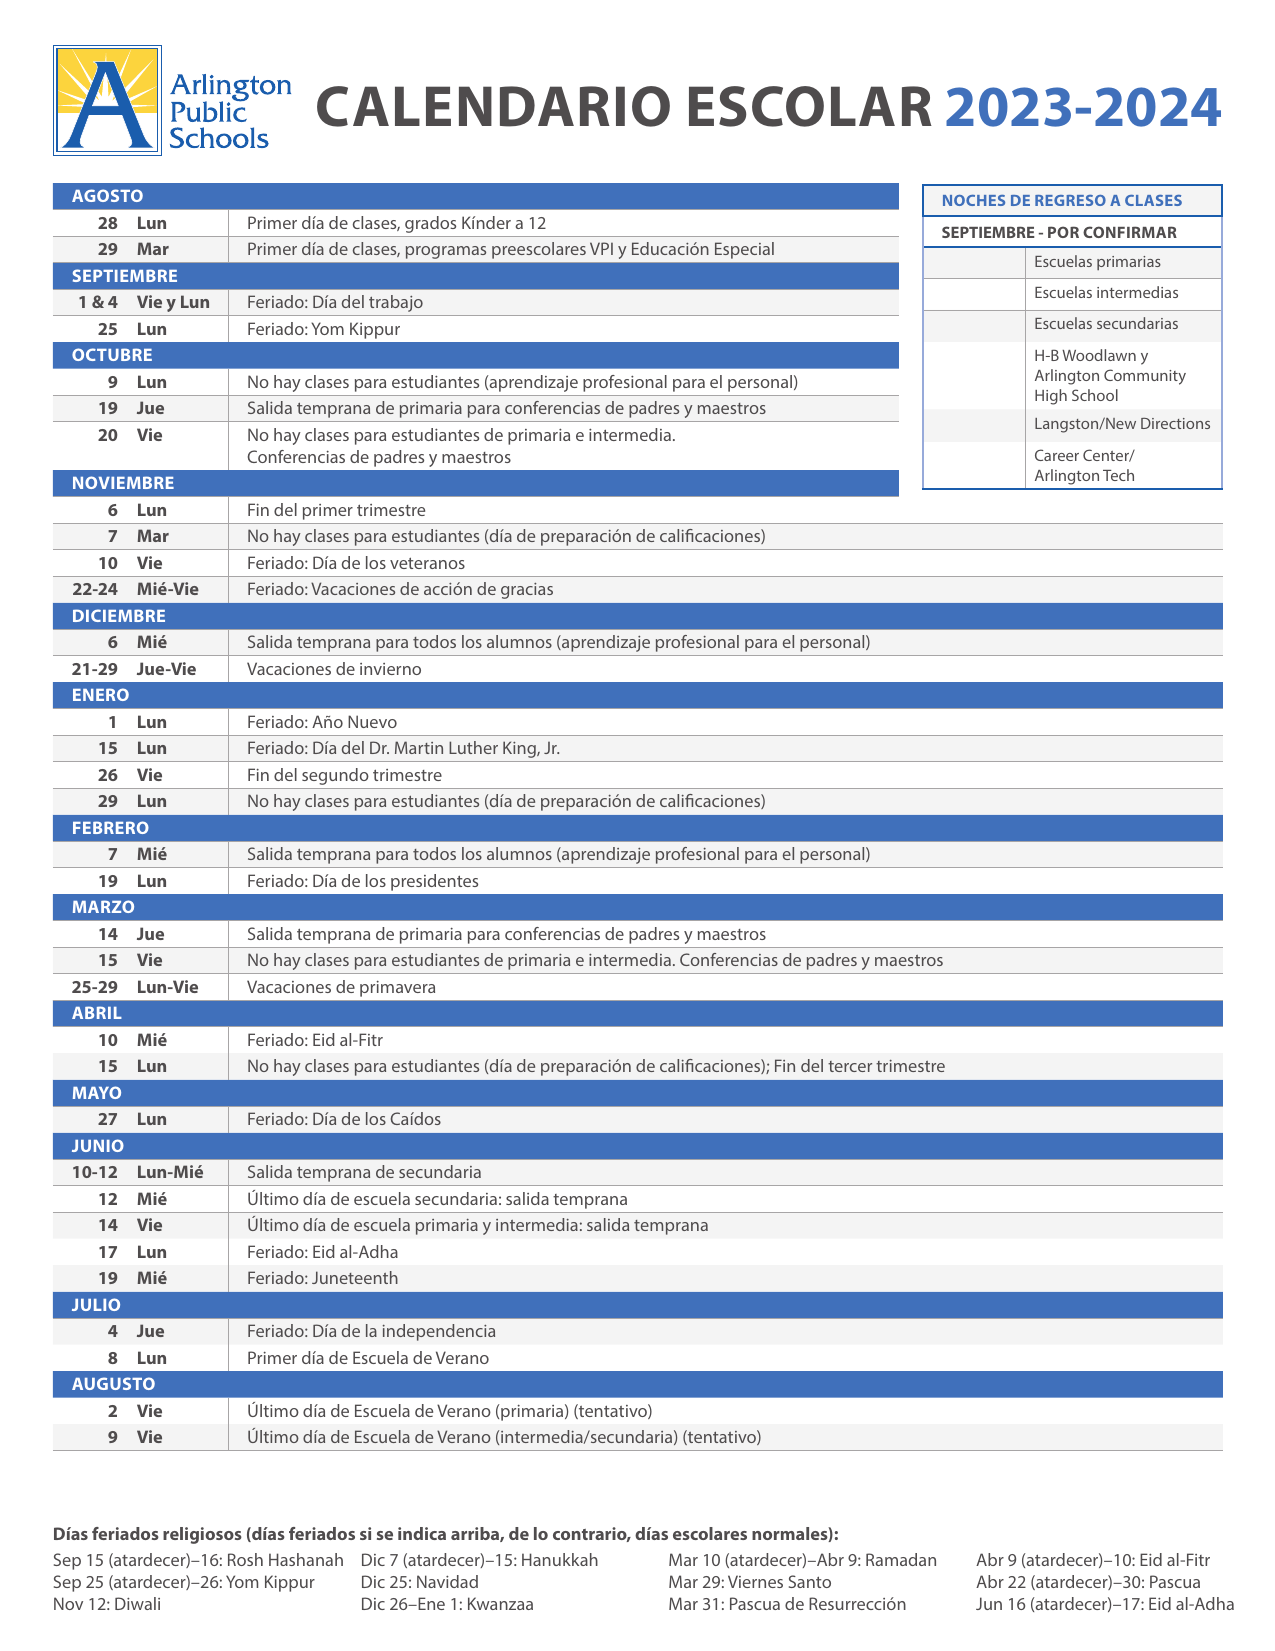 Arlington
Public
Schools
CALENDARIO ESCOLAR 2023-2024
AGOSTO
28 Lun Primer día de clases, grados Kínder a 12
29 Mar Primer día de clases, programas preescolares VPI y Educación Especial
SEPTIEMBRE
1 & 4 Vie y Lun Feriado: Día del trabajo
25 Lun Feriado: Yom Kippur
OCTUBRE
9 Lun No hay clases para estudiantes (aprendizaje profesional para el personal)
19 Jue Salida temprana de primaria para conferencias de padres y maestros
20 Vie No hay clases para estudiantes de primaria e intermedia.
Conferencias de padres y maestros
NOVIEMBRE
6 Lun Fin del primer trimestre
7 Mar No hay clases para estudiantes (día de preparación de calificaciones)
10 Vie Feriado: Día de los veteranos
22-24 Mié-Vie Feriado: Vacaciones de acción de gracias
DICIEMBRE
6 Mié Salida temprana para todos los alumnos (aprendizaje profesional para el personal)
21-29 Jue-Vie Vacaciones de invierno
ENERO
1 Lun Feriado: Año Nuevo
15 Lun Feriado: Día del Dr. Martin Luther King, Jr.
26 Vie Fin del segundo trimestre
29 Lun No hay clases para estudiantes (día de preparación de calificaciones)
FEBRERO
7 Mié Salida temprana para todos los alumnos (aprendizaje profesional para el personal)
19 Lun Feriado: Día de los presidentes
MARZO
14 Jue Salida temprana de primaria para conferencias de padres y maestros
15 Vie No hay clases para estudiantes de primaria e intermedia. Conferencias de padres y maestros
25-29 Lun-Vie Vacaciones de primavera
ABRIL
10 Mié Feriado: Eid al-Fitr
15 Lun No hay clases para estudiantes (día de preparación de calificaciones); Fin del tercer trimestre
MAYO
27 Lun Feriado: Día de los Caídos
JUNIO
10-12 Lun-Mié Salida temprana de secundaria
12 Mié Último día de escuela secundaria: salida temprana
14 Vie Último día de escuela primaria y intermedia: salida temprana
17 Lun Feriado: Eid al-Adha
19 Mié Feriado: Juneteenth
JULIO
4 Jue Feriado: Día de la independencia
8 Lun Primer día de Escuela de Verano
AUGUSTO
2 Vie Último día de Escuela de Verano (primaria) (tentativo)
9 Vie Último día de Escuela de Verano (intermedia/secundaria) (tentativo)
NOCHES DE REGRESO A CLASES
SEPTIEMBRE - POR CONFIRMAR
Escuelas primarias
Escuelas intermedias
Escuelas secundarias
H-B Woodlawn y
Arlington Community
High School
Langston/New Directions
Career Center/
Arlington Tech
Días feriados religiosos (días feriados si se indica arriba, de lo contrario, días escolares normales):
Sep 15 (atardecer)–16: Rosh Hashanah
Sep 25 (atardecer)–26: Yom Kippur
Nov 12: Diwali
Dic 7 (atardecer)–15: Hanukkah
Dic 25: Navidad
Dic 26–Ene 1: Kwanzaa
Mar 10 (atardecer)–Abr 9: Ramadan
Mar 29: Viernes Santo
Mar 31: Pascua de Resurrección
Abr 9 (atardecer)–10: Eid al-Fitr
Abr 22 (atardecer)–30: Pascua
Jun 16 (atardecer)–17: Eid al-Adha